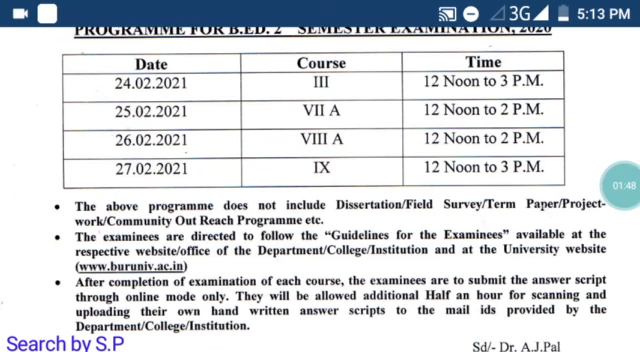 3G 5:13 PM
PROGRAMME FOR B.ED. 2 SEMESTER EXAMINATION, 2020
Date Course Time
24.02.2021 III 12 Noon to 3 P.M.
25.02.2021 VII A 12 Noon to 2 P.M.
26.02.2021 VIII A 12 Noon to 2 P.M.
27.02.2021 IX 12 Noon to 3 P.M.
01:48
• The above programme does not include Dissertation/Field Survey/Term Paper/Project-
work/Community Out Reach Programme etc.
• The examinees are directed to follow the “Guidelines for the Examinees” available at the
respective website/office of the Department/College/Institution and at the University website
(www.buruniv.ac.in)
• After completion of examination of each course, the examinees are to submit the answer script
through online mode only. They will be allowed additional Half an hour for scanning and
uploading their own hand written answer scripts to the mail ids provided by the
Department/College/Institution.
Search by S.P
Sd/- Dr. A.J.Pal